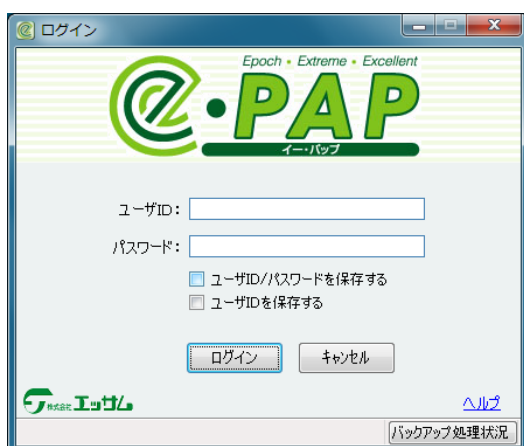 ログイン
Epoch・Extreme・Excellent
e・PAP
イー・パップ
ユーザID：
パスワード：
ユーザID/パスワードを保存する
ユーザIDを保存する
ログイン キャンセル
株式会社 エッサム
ヘルプ
バックアップ処理状況